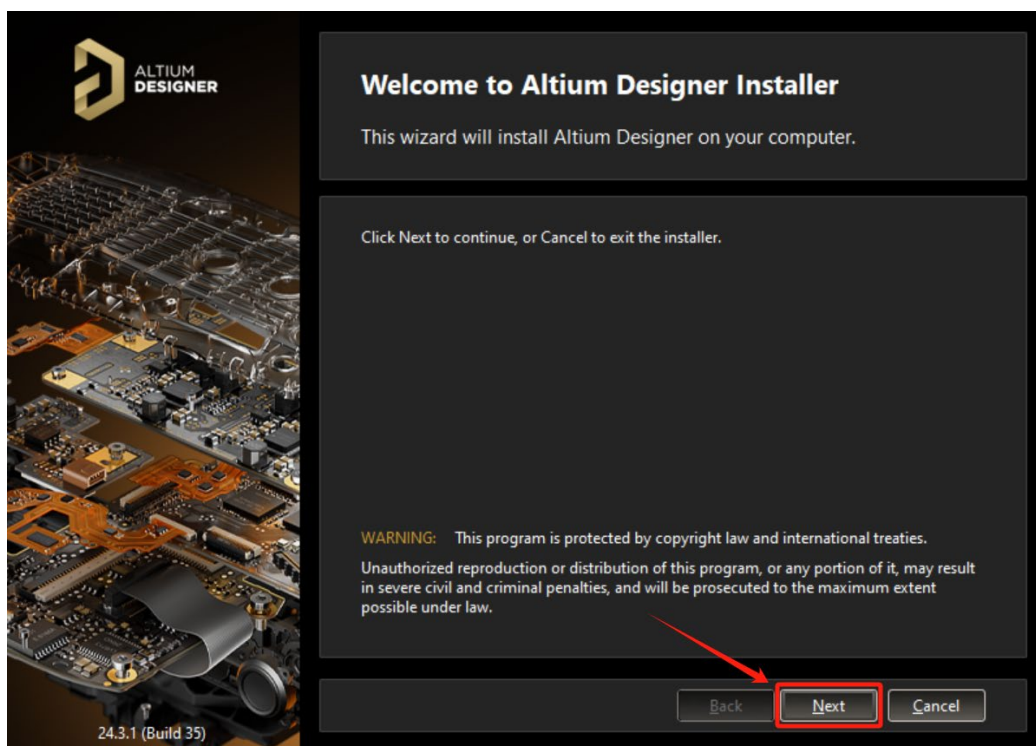 ALTIUM
DESIGNER
Welcome to Altium Designer Installer
This wizard will install Altium Designer on your computer.
Click Next to continue, or Cancel to exit the installer.
WARNING: This program is protected by copyright law and international treaties.
Unauthorized reproduction or distribution of this program, or any portion of it, may result
in severe civil and criminal penalties, and will be prosecuted to the maximum extent
possible under law.
Back Next Cancel
24.3.1 (Build 35)